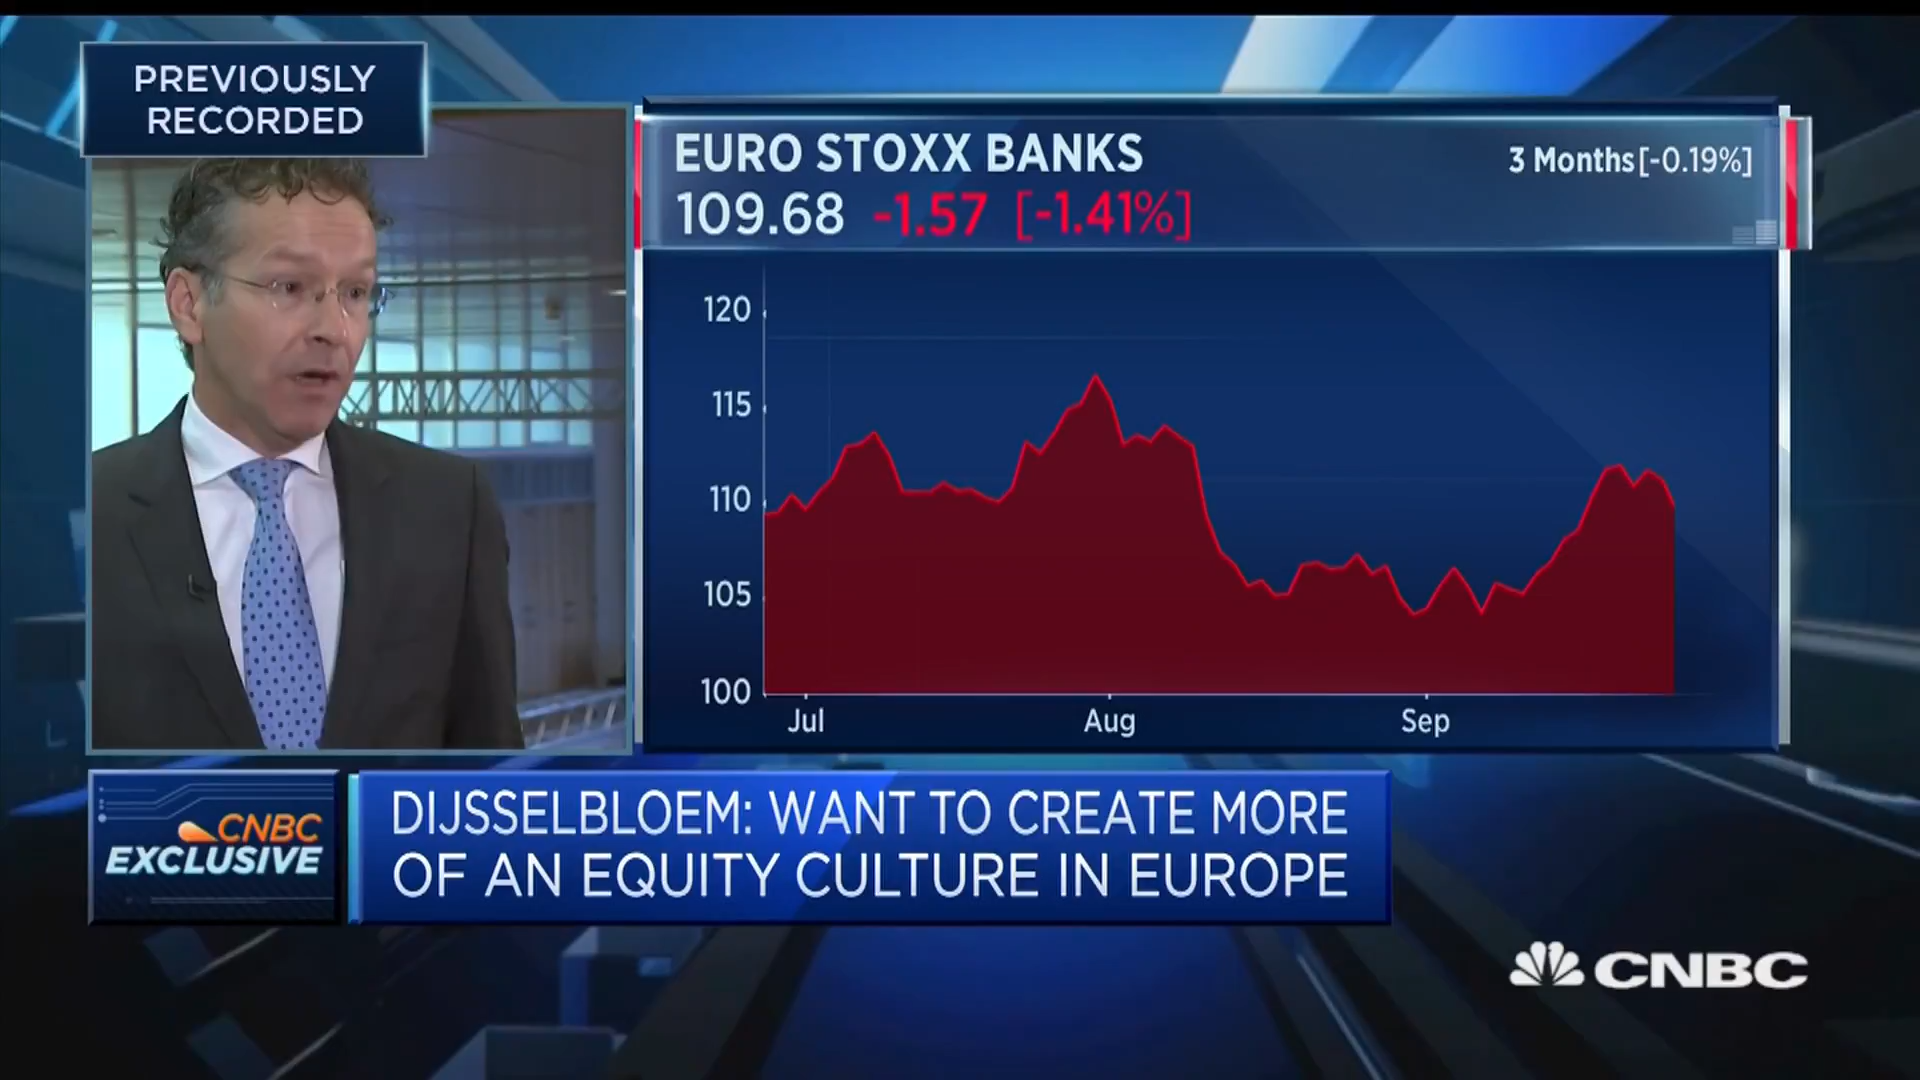 PREVIOUSLY
RECORDED
EURO STOXX BANKS
3 Months[-0.19%]
109.68 -1.57 [-1.41%]
120
115
110
105
100
Jul Aug Sep
CNBC
EXCLUSIVE
DIJSSELBLOEM: WANT TO CREATE MORE
OF AN EQUITY CULTURE IN EUROPE
CNBC